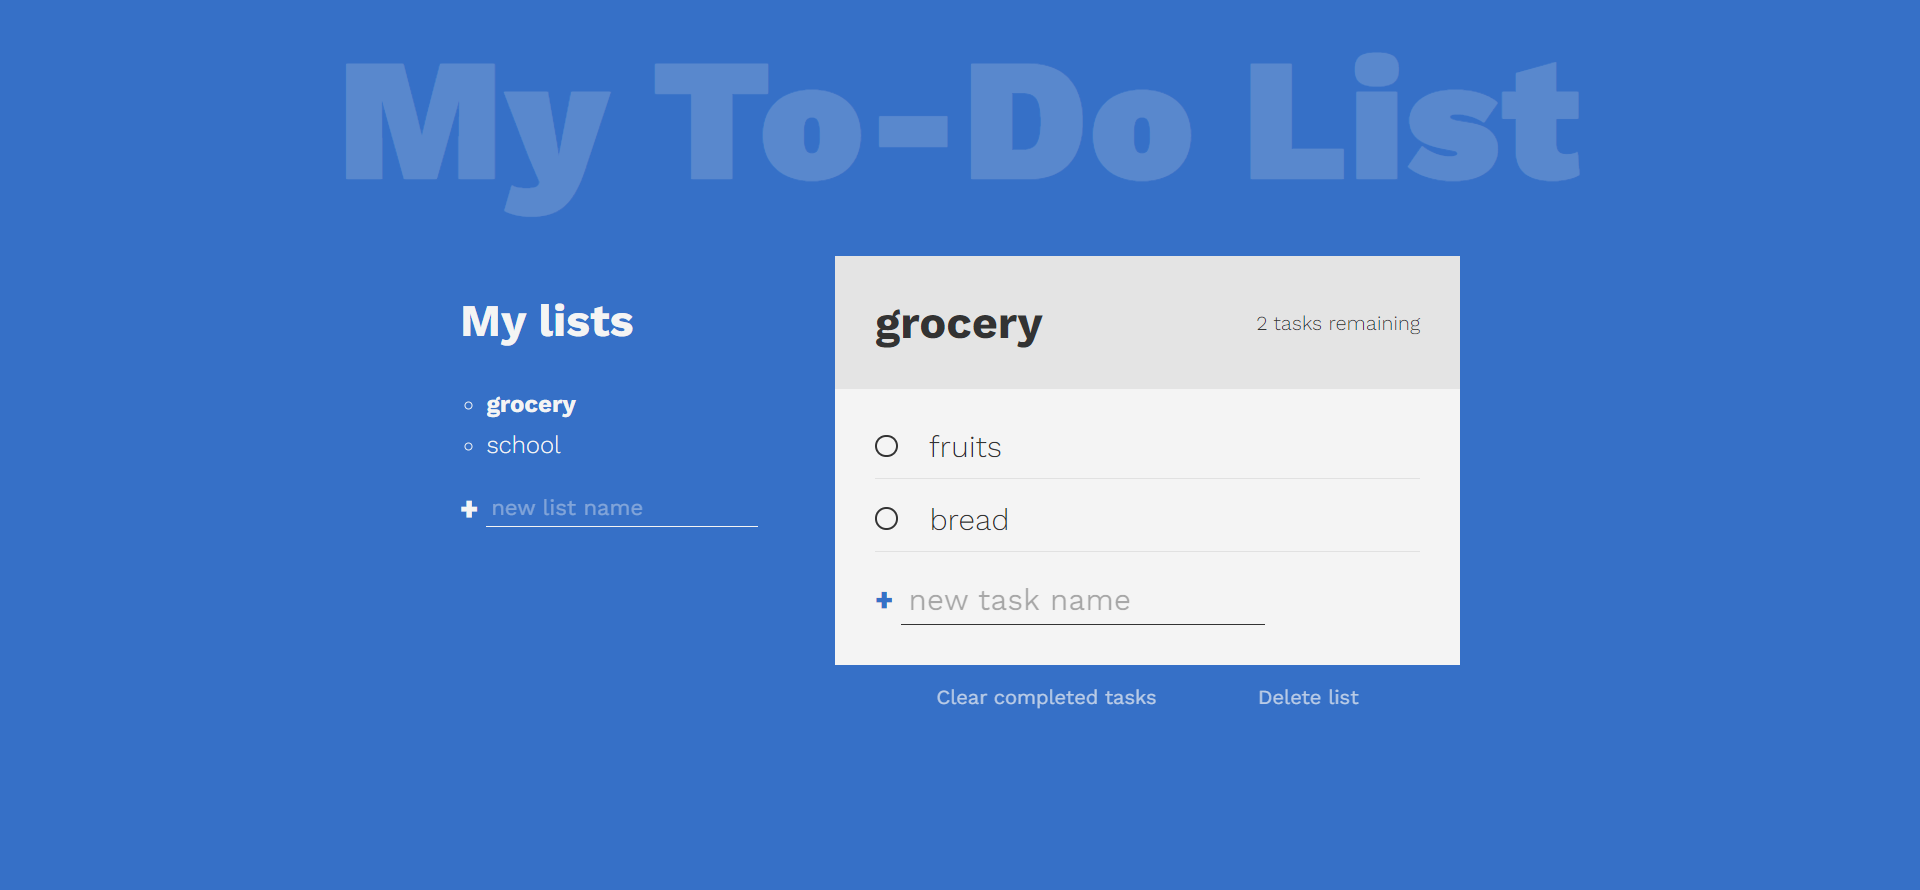 My To-Do List
My lists
grocery
school
+ new list name
grocery
2 tasks remaining
fruits
bread
+ new task name
Clear completed tasks
Delete list